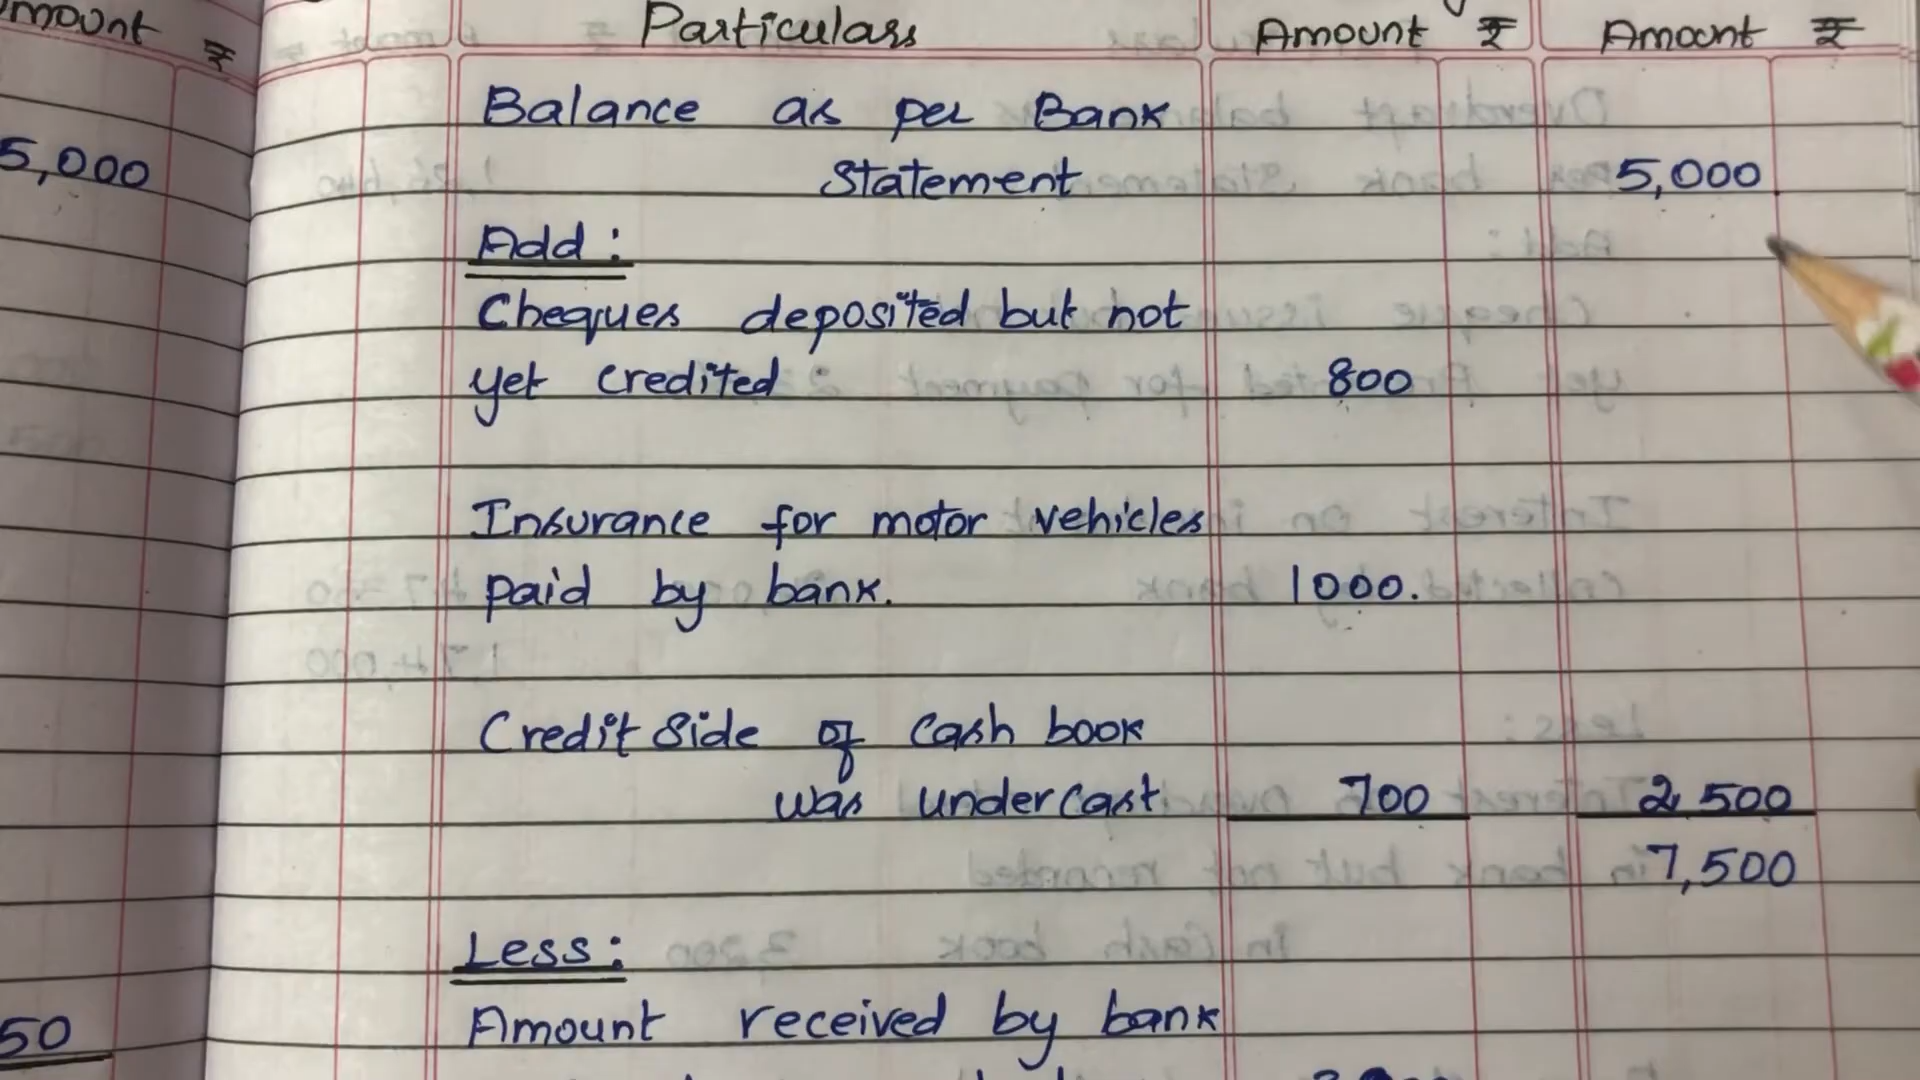 mount ₹
Particulars Amount ₹ Amount ₹
Balance as per Bank
5,000 Statement 5,000
Add:
Cheques deposited but not
yet credited 800
Insurance for motor vehicles
paid by bank. 1000.
Credit Side of Cash book
was undercast 700 2,500
7,500
Less:
50 Amount received by bank